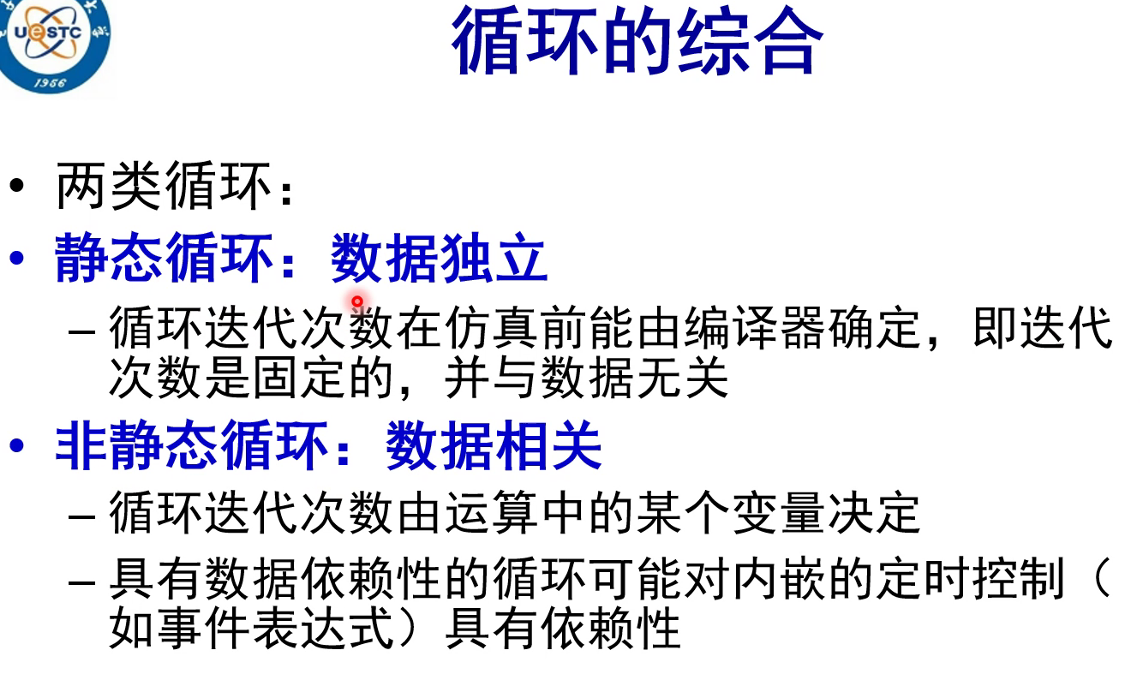 UESTC
1956
循环的综合
• 两类循环：
• 静态循环：数据独立
– 循环迭代次数在仿真前能由编译器确定，即迭代
次数是固定的，并与数据无关
• 非静态循环：数据相关
– 循环迭代次数由运算中的某个变量决定
– 具有数据依赖性的循环可能对内嵌的定时控制（
如事件表达式）具有依赖性